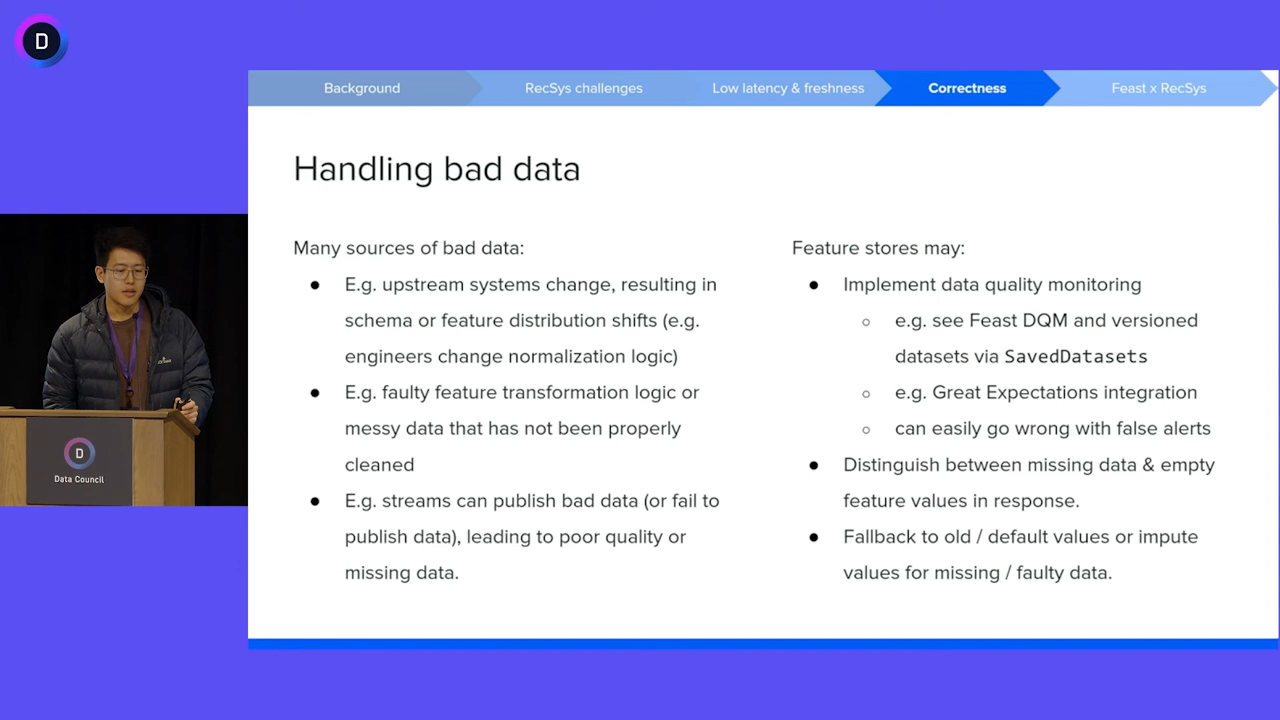 D
Background
RecSys challenges
Low latency & freshness
Correctness
Feast x RecSys
Handling bad data
Many sources of bad data:
● E.g. upstream systems change, resulting in
schema or feature distribution shifts (e.g.
engineers change normalization logic)
● E.g. faulty feature transformation logic or
messy data that has not been properly
cleaned
● E.g. streams can publish bad data (or fail to
publish data), leading to poor quality or
missing data.
Feature stores may:
● Implement data quality monitoring
○ e.g. see Feast DQM and versioned
datasets via SavedDatasets
○ e.g. Great Expectations integration
○ can easily go wrong with false alerts
● Distinguish between missing data & empty
feature values in response.
● Fallback to old / default values or impute
values for missing / faulty data.
D
Data Council